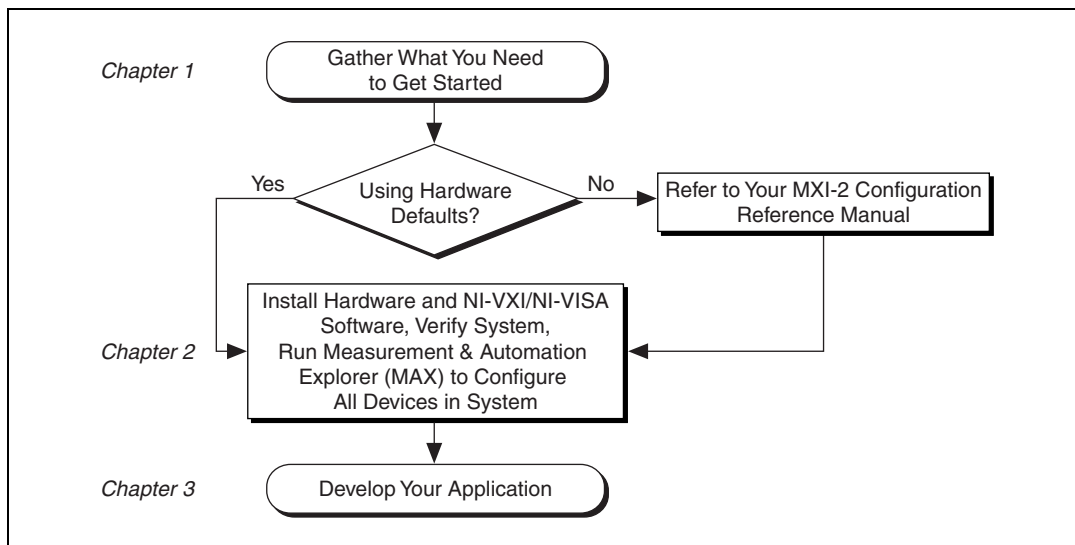 Chapter 1
Gather What You Need
to Get Started
Yes
Using Hardware
Defaults?
No
Refer to Your MXI-2 Configuration
Reference Manual
Chapter 2
Install Hardware and NI-VXI/NI-VISA
Software, Verify System,
Run Measurement & Automation
Explorer (MAX) to Configure
All Devices in System
Chapter 3
Develop Your Application